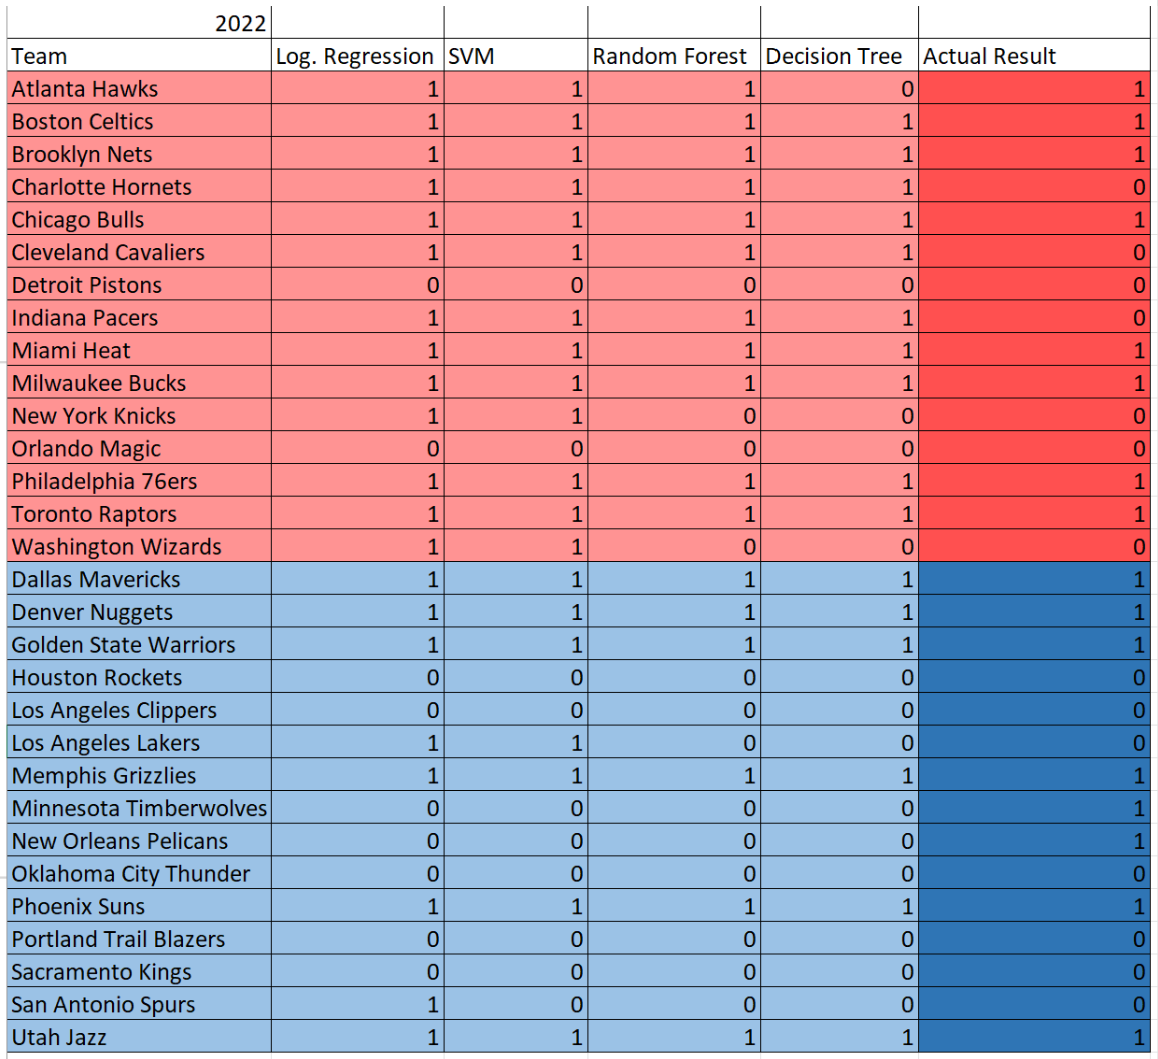 2022
Team Log. Regression SVM Random Forest Decision Tree Actual Result
Atlanta Hawks 1 1 1 0 1
Boston Celtics 1 1 1 1 1
Brooklyn Nets 1 1 1 1 1
Charlotte Hornets 1 1 1 1 0
Chicago Bulls 1 1 1 1 1
Cleveland Cavaliers 1 1 1 1 0
Detroit Pistons 0 0 0 0 0
Indiana Pacers 1 1 1 1 0
Miami Heat 1 1 1 1 1
Milwaukee Bucks 1 1 1 1 1
New York Knicks 1 1 0 0 0
Orlando Magic 0 0 0 0 0
Philadelphia 76ers 1 1 1 1 1
Toronto Raptors 1 1 1 1 1
Washington Wizards 1 1 0 0 0
Dallas Mavericks 1 1 1 1 1
Denver Nuggets 1 1 1 1 1
Golden State Warriors 1 1 1 1 1
Houston Rockets 0 0 0 0 0
Los Angeles Clippers 0 0 0 0 0
Los Angeles Lakers 1 1 0 0 0
Memphis Grizzlies 1 1 1 1 1
Minnesota Timberwolves 0 0 0 0 1
New Orleans Pelicans 0 0 0 0 1
Oklahoma City Thunder 0 0 0 0 0
Phoenix Suns 1 1 1 1 1
Portland Trail Blazers 0 0 0 0 0
Sacramento Kings 0 0 0 0 0
San Antonio Spurs 1 0 0 0 0
Utah Jazz 1 1 1 1 1